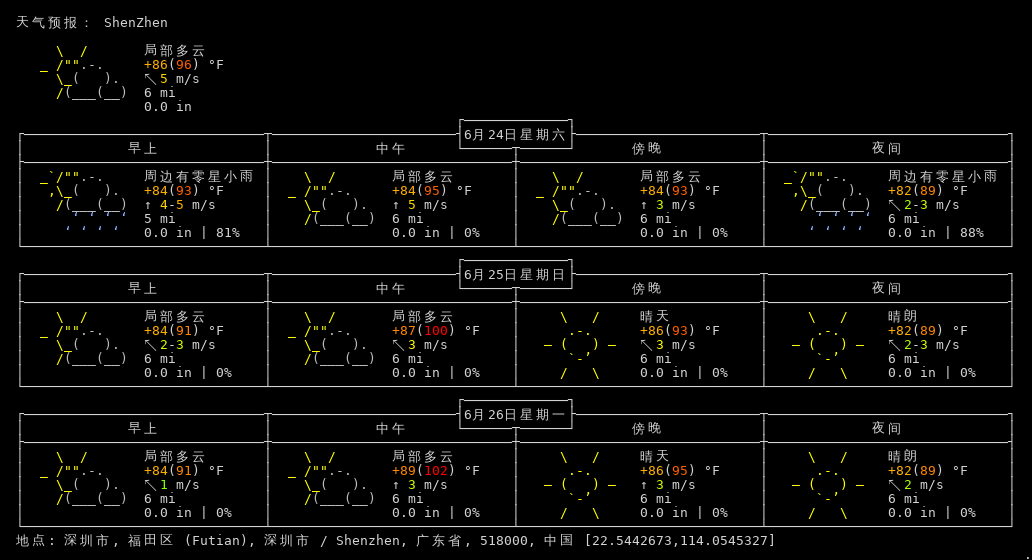 天气预报： ShenZhen
局部多云
+86(96) °F
↖ 5 m/s
6 mi
0.0 in
6月24日星期六
早上 中午 傍晚 夜间
周边有零星小雨 局部多云 局部多云 周边有零星小雨
+84(93) °F +84(95) °F +84(93) °F +82(89) °F
↑ 4-5 m/s ↑ 5 m/s ↑ 3 m/s ↖ 2-3 m/s
5 mi 6 mi 6 mi 6 mi
0.0 in | 81% 0.0 in | 0% 0.0 in | 0% 0.0 in | 88%
6月25日星期日
早上 中午 傍晚 夜间
局部多云 局部多云 晴天 晴朗
+84(91) °F +87(100) °F +86(93) °F +82(89) °F
↖ 2-3 m/s ↖ 3 m/s ↖ 3 m/s ↖ 2-3 m/s
6 mi 6 mi 6 mi 6 mi
0.0 in | 0% 0.0 in | 0% 0.0 in | 0% 0.0 in | 0%
6月26日星期一
早上 中午 傍晚 夜间
局部多云 局部多云 晴天 晴朗
+84(91) °F +89(102) °F +86(95) °F +82(89) °F
↖ 1 m/s ↑ 3 m/s ↑ 3 m/s ↖ 2 m/s
6 mi 6 mi 6 mi 6 mi
0.0 in | 0% 0.0 in | 0% 0.0 in | 0% 0.0 in | 0%
地点: 深圳市, 福田区 (Futian), 深圳市 / Shenzhen, 广东省, 518000, 中国 [22.5442673,114.0545327]